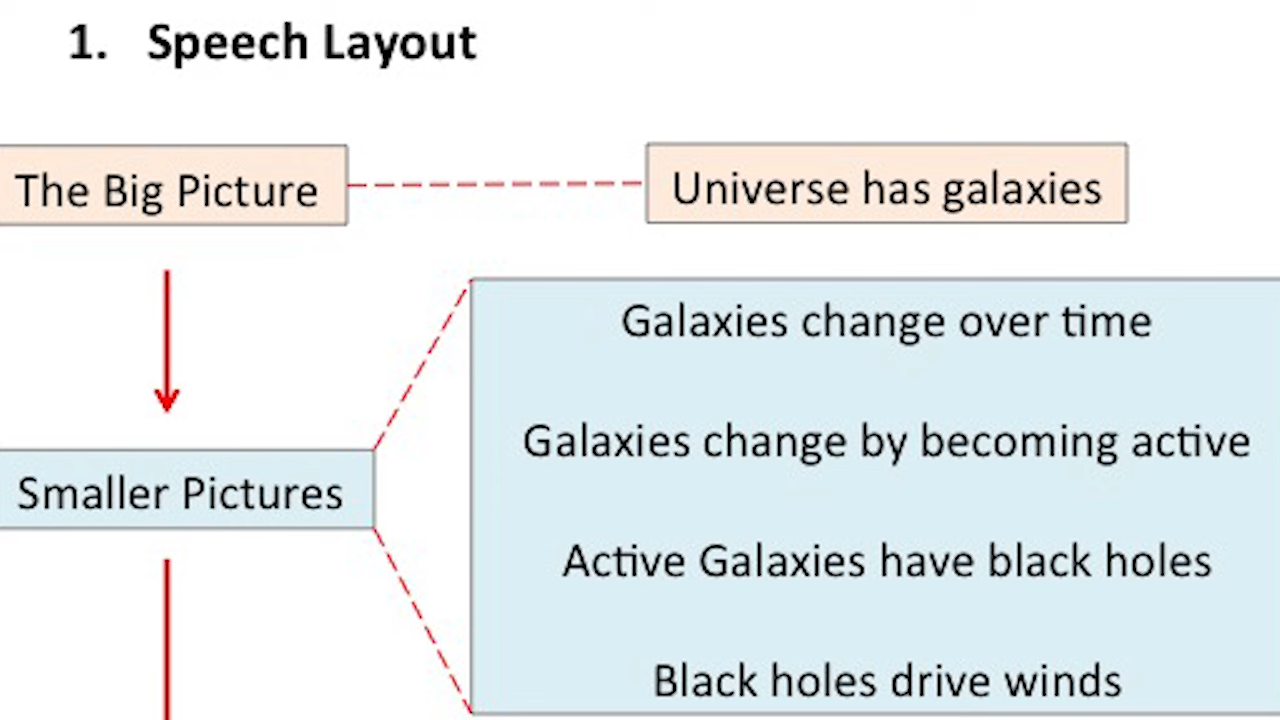 1. Speech Layout
The Big Picture
Universe has galaxies
Smaller Pictures
Galaxies change over time
Galaxies change by becoming active
Active Galaxies have black holes
Black holes drive winds